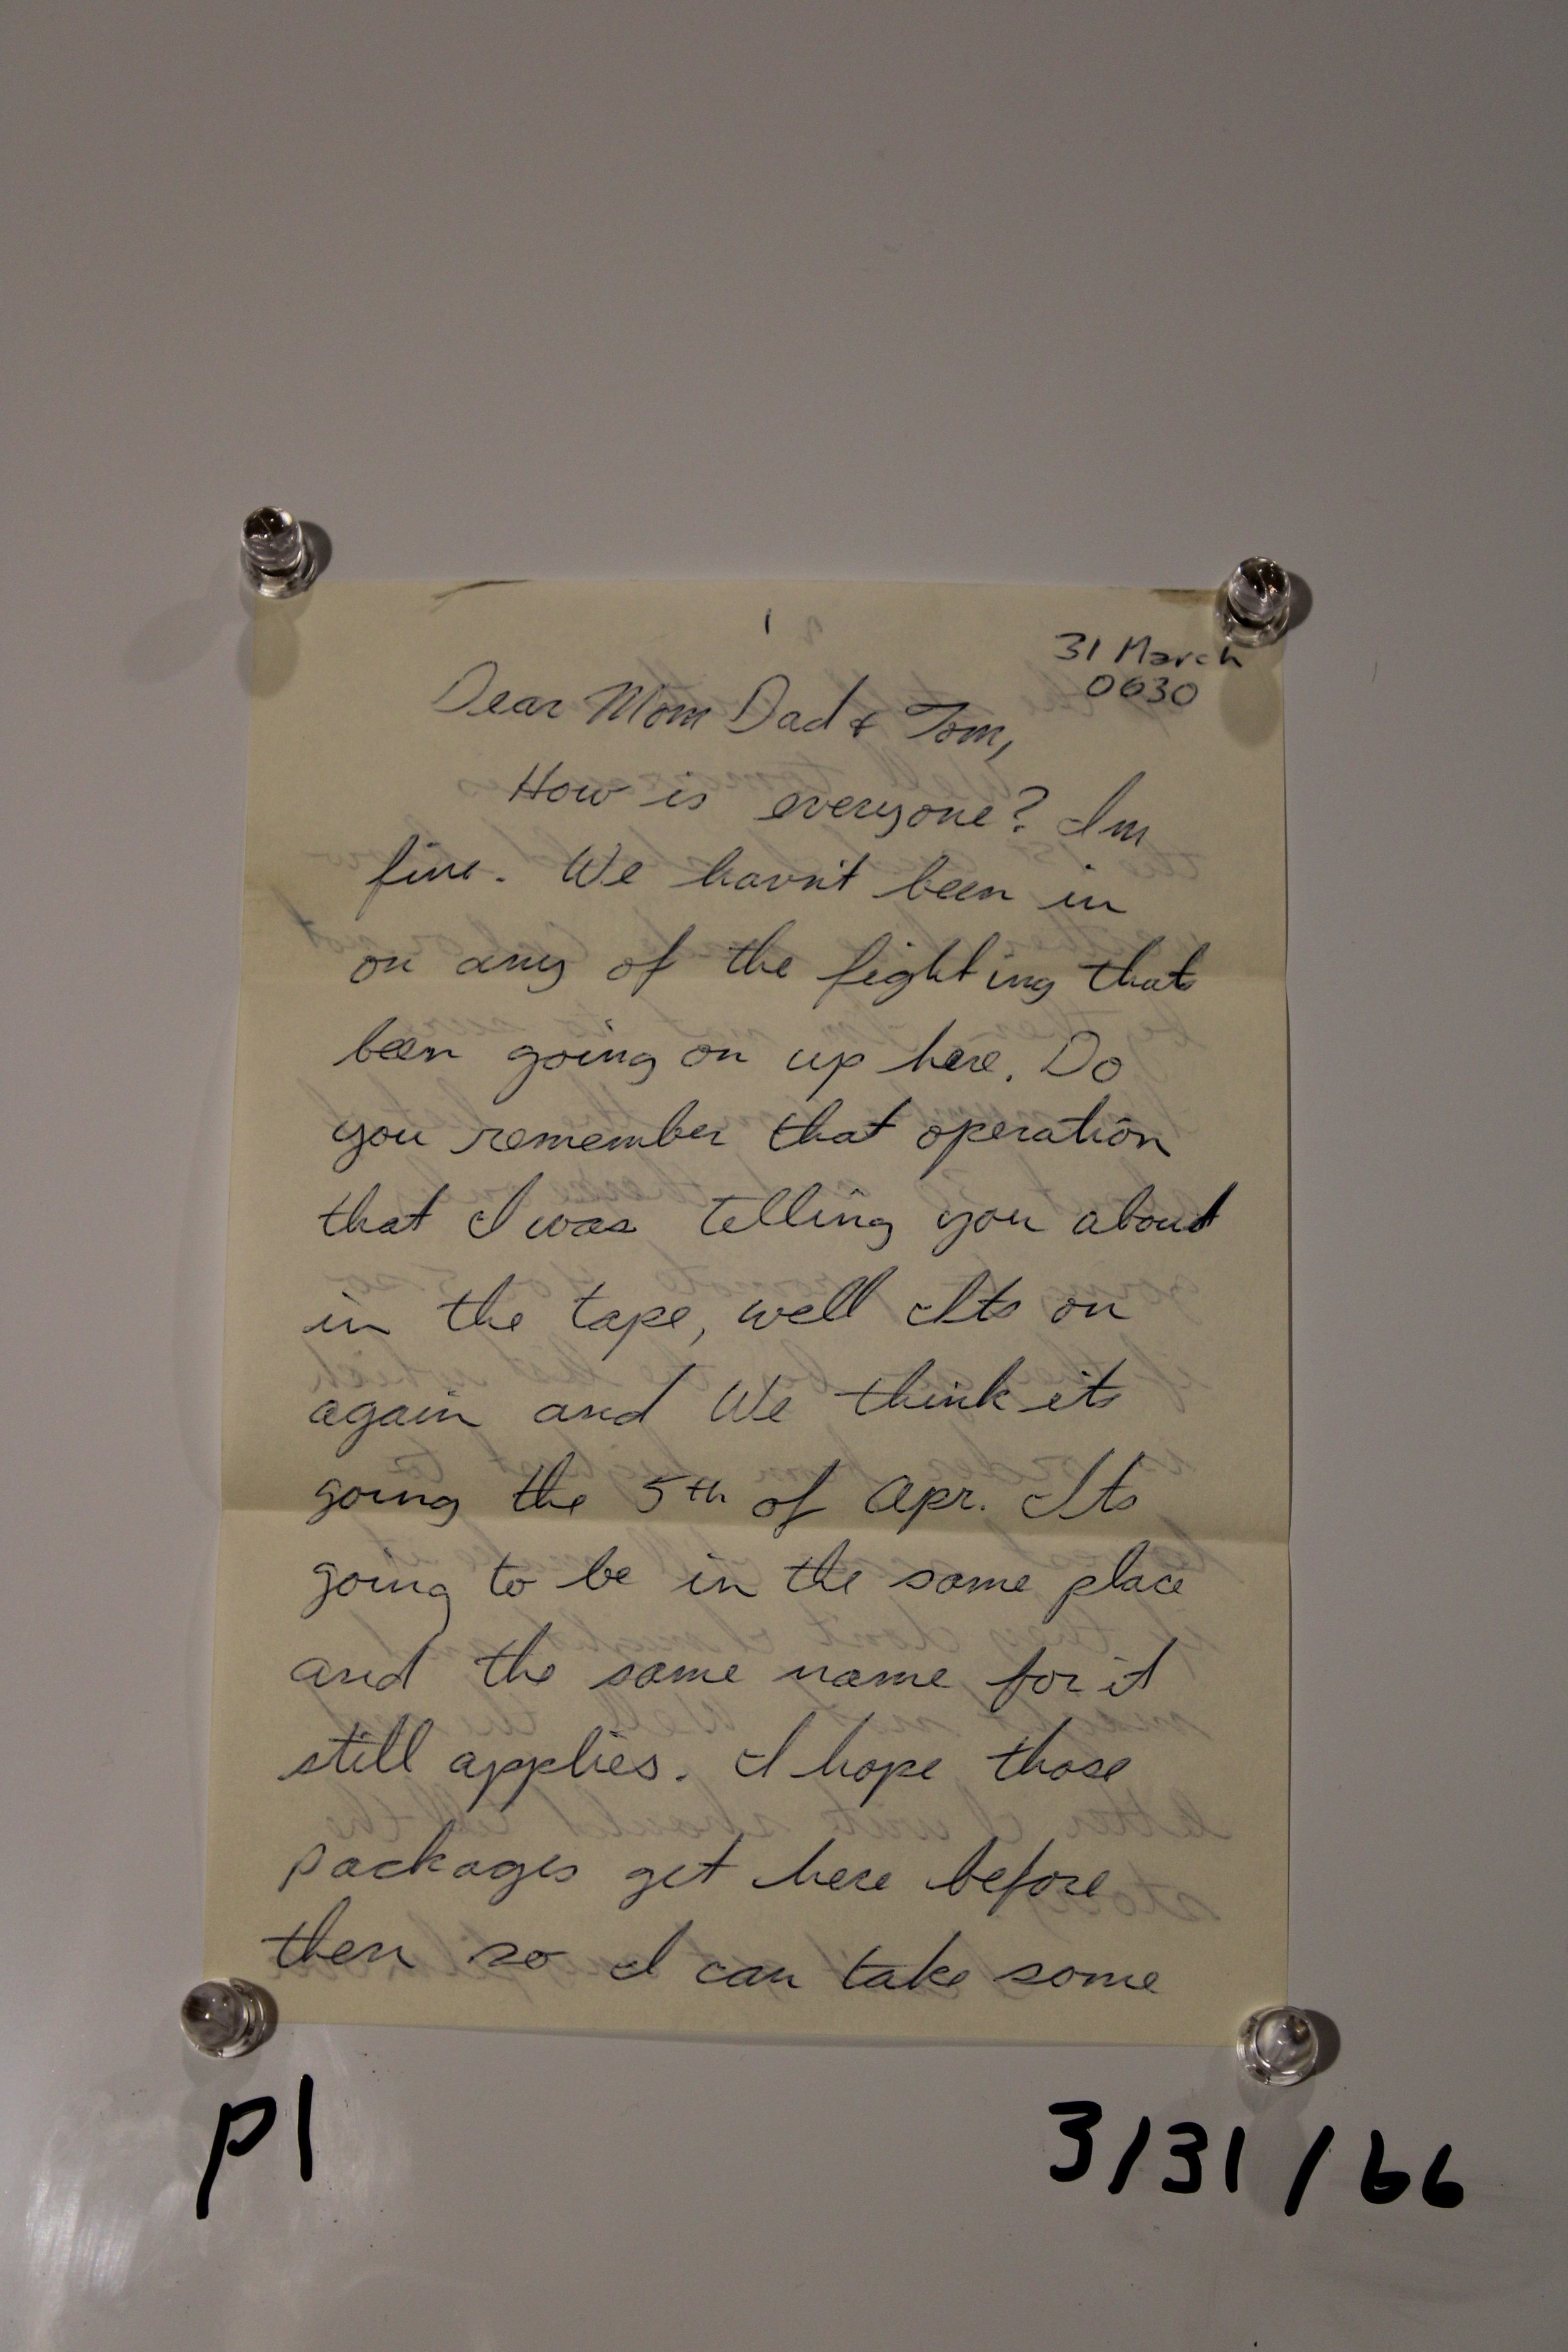 1
31 March
0630
Dear Mom Dad & Tom,
How is everyone? Im
fine. We havn't been in
on any of the fighting thats
been going on up here. Do
you remember that operation
that I was telling you about
in the tape, well Its on
again and We think its
going the 5th of Apr. Its
going to be in the same place
and the same name for it
still applies. I hope those
packages get here before
then so I can take some
p1
3/31/66